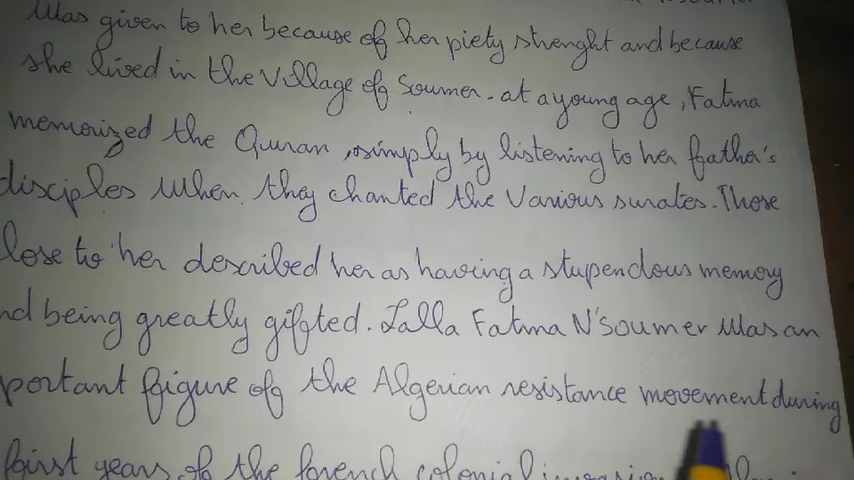 was given to her because of her piety strenght and because
she lived in the village of Soumer. at a young age, Fatma
memorized the Quran, simply by listening to her father's
disciples when they chanted the various surates. Those
lose to her described her as having a stupendous memory
nd being greatly gifted. Lalla Fatma N'soumer was an
portant figure of the Algerian resistance movement during
first years of the french colonial